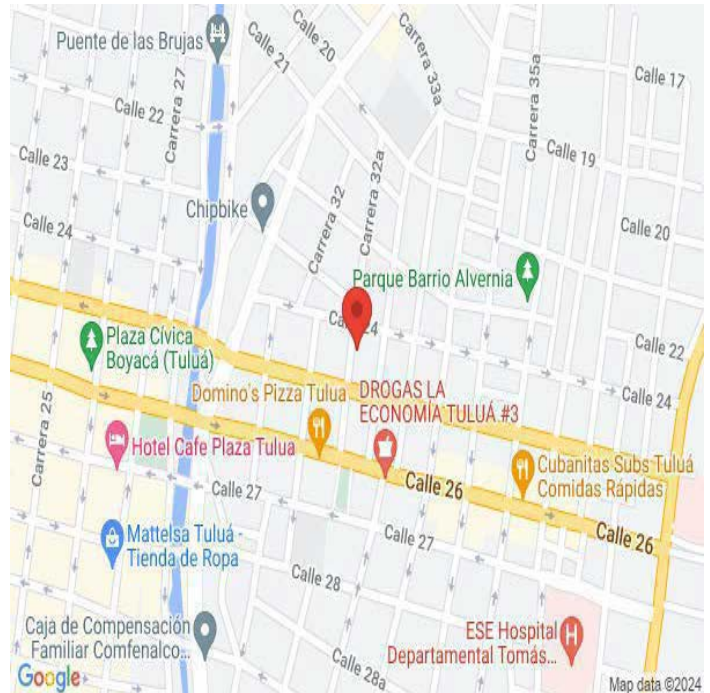 Puente de las Brujas
Calle 20
Calle 21
Carrera 33a
Carrera 35a
Calle 17
Carrera 27
Calle 22
Calle 19
Calle 23
Chipbike
Carrera 32
Carrera 32a
Calle 20
Calle 24
Parque Barrio Alvernia
Plaza Cívica
Boyacá (Tuluá)
Calle 22
Domino's Pizza Tulua
DROGAS LA
ECONOMÍA TULUÁ #3
Calle 24
Carrera 25
Hotel Cafe Plaza Tulua
Cubanitas Subs Tuluá
Comidas Rápidas
Calle 26
Calle 27
Calle 26
Mattelsa Tuluá -
Tienda de Ropa
Calle 27
Calle 28
Caja de Compensación
Familiar Comfenalco...
ESE Hospital
Departamental Tomás...
Calle 28a
Google
Map data ©2024